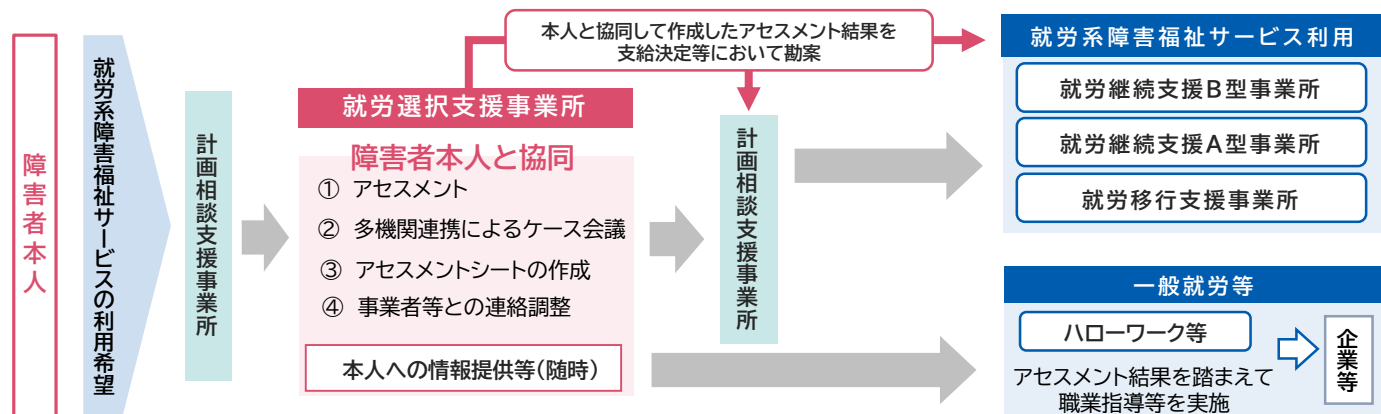 障害者本人
就労系障害福祉サービスの利用希望
計画相談支援事業所
本人と協同して作成したアセスメント結果を
支給決定等において勘案
就労選択支援事業所
障害者本人と協同
① アセスメント
② 多機関連携によるケース会議
③ アセスメントシートの作成
④ 事業者等との連絡調整
本人への情報提供等(随時)
計画相談支援事業所
就労系障害福祉サービス利用
就労継続支援B型事業所
就労継続支援A型事業所
就労移行支援事業所
一般就労等
ハローワーク等
アセスメント結果を踏まえて
職業指導等を実施
企業等